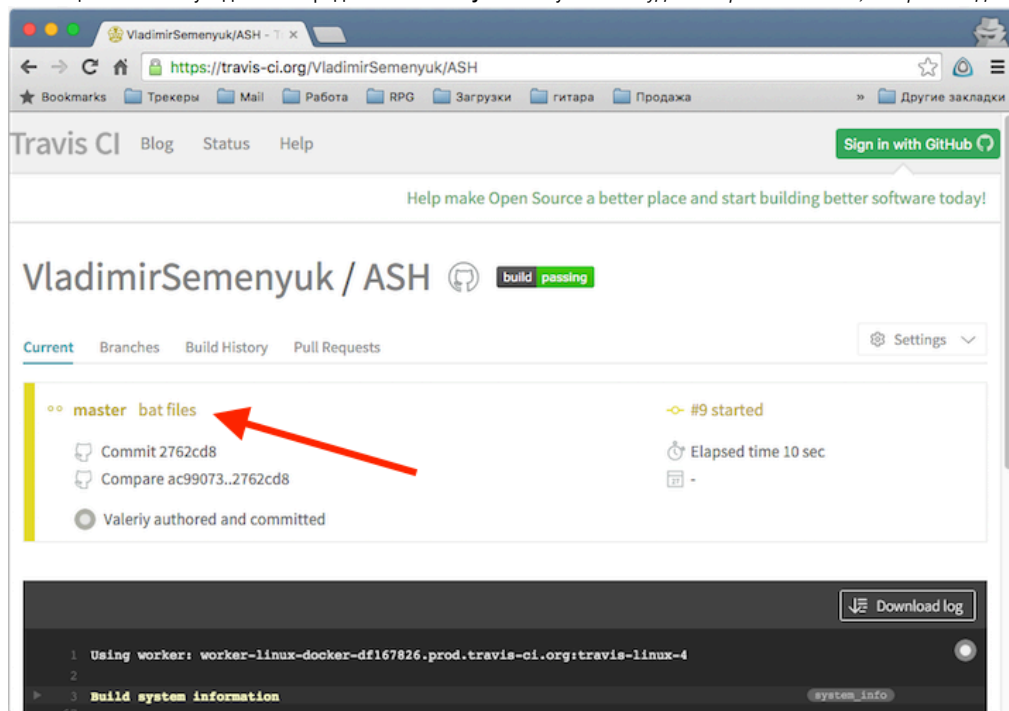 VladimirSemenyuk/ASH - T
https://travis-ci.org/VladimirSemenyuk/ASH
Bookmarks Трекеры Mail Работа RPG Загрузки гитара Продажа » Другие закладки
Travis CI Blog Status Help Sign in with GitHub
Help make Open Source a better place and start building better software today!
VladimirSemenyuk / ASH build passing
Current Branches Build History Pull Requests Settings
master bat files #9 started
Commit 2762cd8 Elapsed time 10 sec
Compare ac99073..2762cd8 27 -
Valeriy authored and committed
Download log
1 Using worker: worker-linux-docker-df167826.prod.travis-ci.org:travis-linux-4
2
3 Build system information system_info